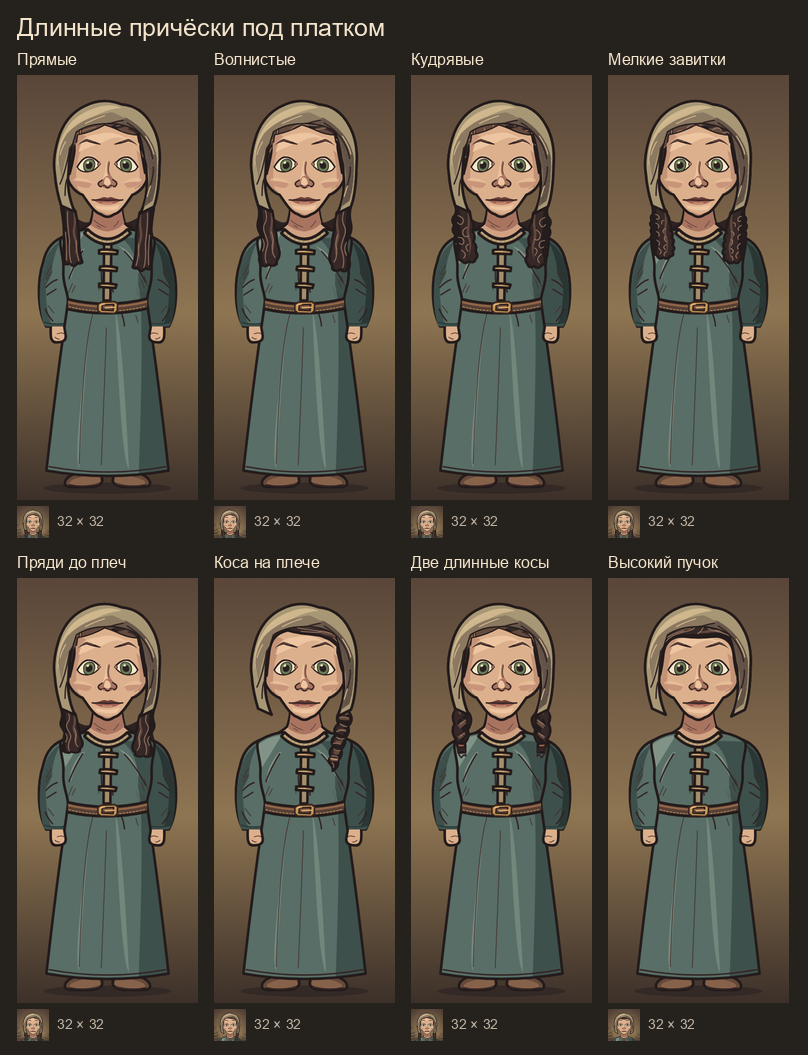 Длинные причёски под платком
Прямые
Волнистые
Кудрявые
Мелкие завитки
32 × 32
32 × 32
32 × 32
32 × 32
Пряди до плеч
Коса на плече
Две длинные косы
Высокий пучок
32 × 32
32 × 32
32 × 32
32 × 32